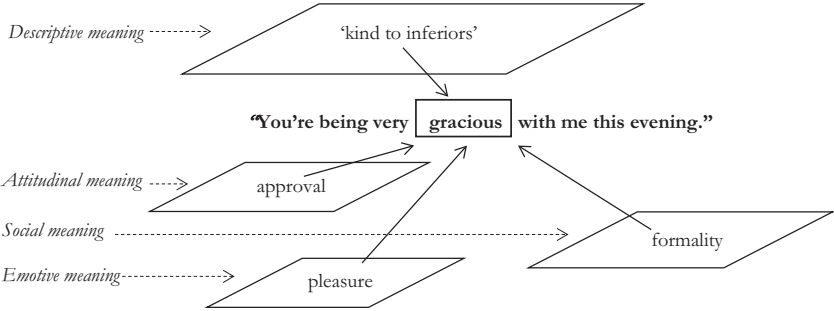 Descriptive meaning
‘kind to inferiors’
“You’re being very gracious with me this evening.”
Attitudinal meaning
approval
Social meaning
formality
Emotive meaning
pleasure